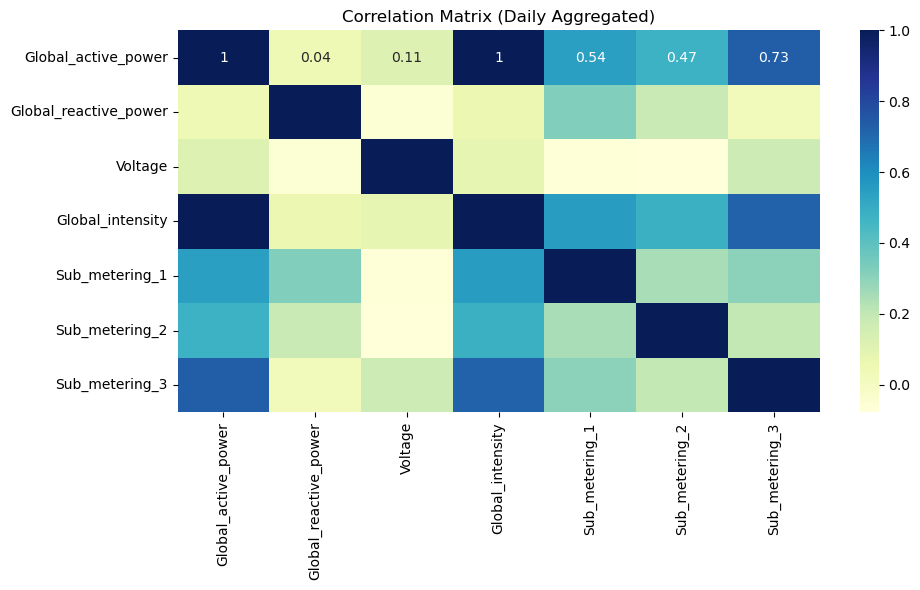 Correlation Matrix (Daily Aggregated)
Global_active_power
1 0.04 0.11 1 0.54 0.47 0.73
Global_reactive_power
Voltage
Global_intensity
Sub_metering_1
Sub_metering_2
Sub_metering_3
Global_active_power
Global_reactive_power
Voltage
Global_intensity
Sub_metering_1
Sub_metering_2
Sub_metering_3
1.0
0.8
0.6
0.4
0.2
0.0